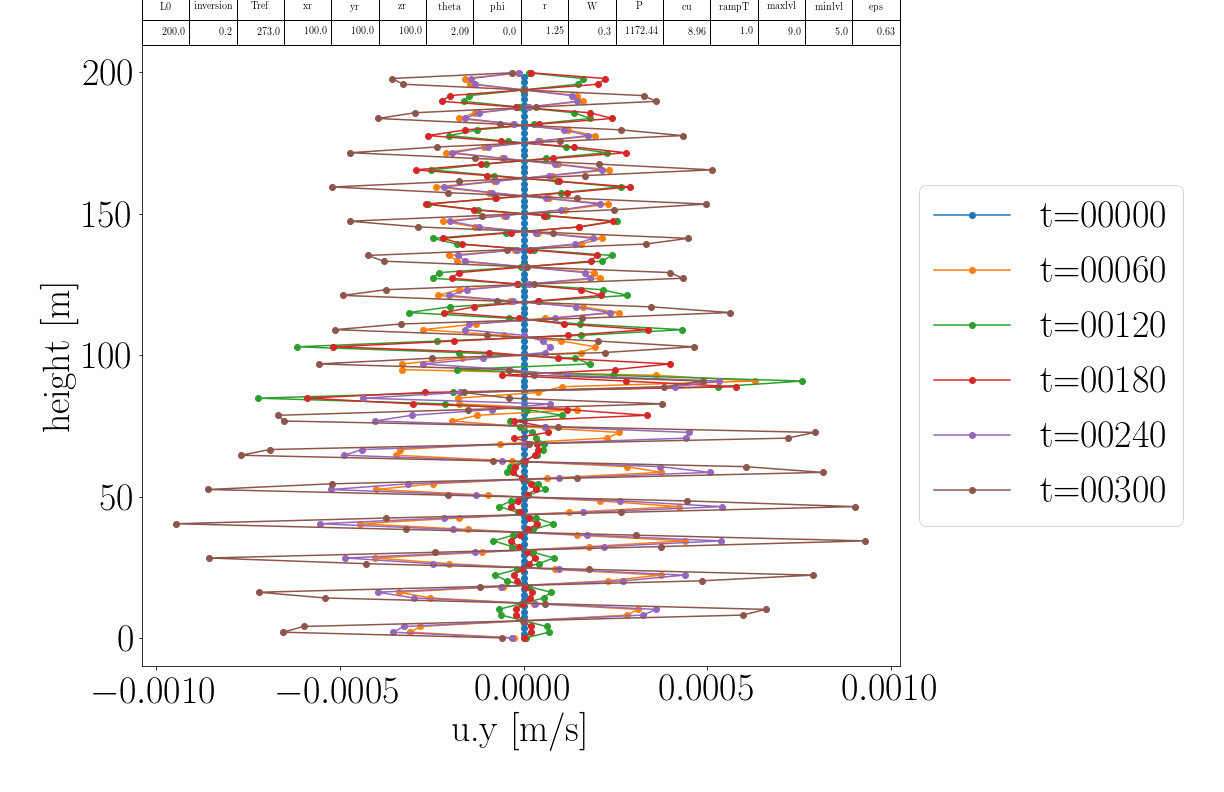 L0 inversion Tref xr yr zr theta phi r W P cu rampT maxlvl minlvl eps
200.0 0.2 273.0 100.0 100.0 100.0 2.09 0.0 1.25 0.3 1172.44 8.96 1.0 9.0 5.0 0.63
200
150
100
50
0
height [m]
−0.0010 −0.0005 0.0000 0.0005 0.0010
u.y [m/s]
t=00000
t=00060
t=00120
t=00180
t=00240
t=00300